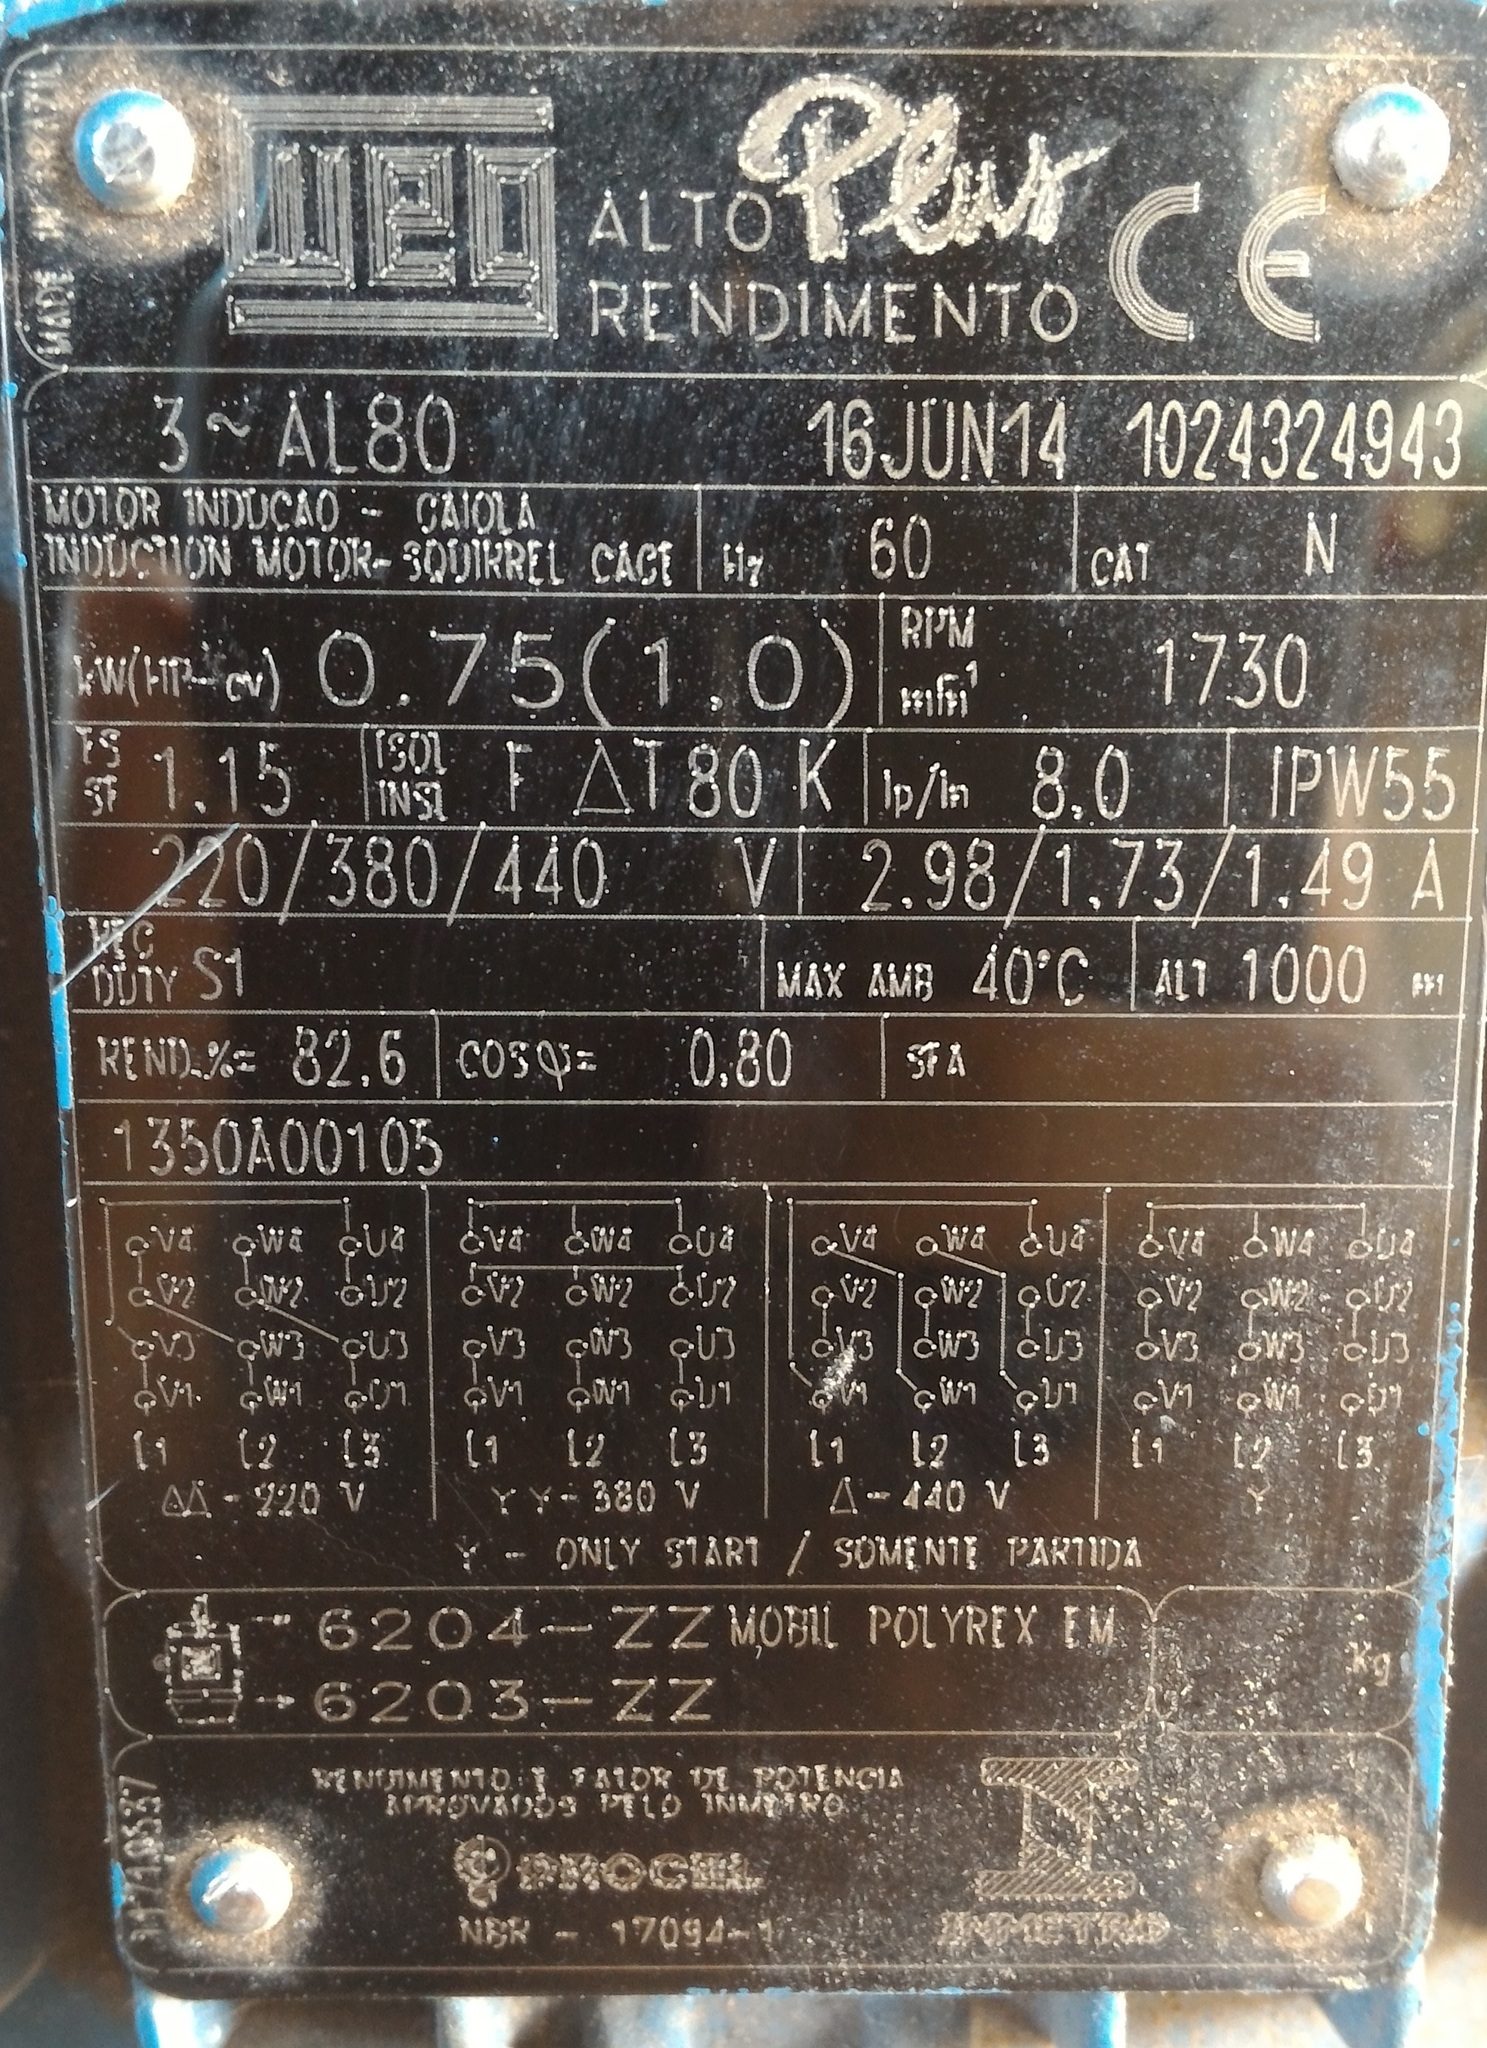 MADE IN BRAZIL
WEG
ALTO Plus
RENDIMENTO
CE
3~ AL80 16JUN14 1024324943
MOTOR INDUCAO - GAIOLA
INDUCTION MOTOR-SQUIRREL CAGE Hz 60 CAT N
kW(HP-cv) 0.75(1.0) RPM min-1 1730
FS SF 1.15 ISOL INSL F ΔT 80 K Ip/In 8.0 IPW55
220/380/440 V 2.98/1.73/1.49 A
DUTY S1 MAX AMB 40°C ALT 1000
REND.%= 82.6 COSφ= 0.80 SFA
1350A00105
V4 W4 U4 V4 W4 U4 V4 W4 U4 V4 W4 U4
V2 W2 U2 V2 W2 U2 V2 W2 U2 V2 W2 U2
V3 W3 U3 V3 W3 U3 V3 W3 U3 V3 W3 U3
V1 W1 U1 V1 W1 U1 V1 W1 U1 V1 W1 U1
L1 L2 L3 L1 L2 L3 L1 L2 L3 L1 L2 L3
ΔΔ - 220 V YY - 380 V Δ - 440 V Y
Y - ONLY START / SOMENTE PARTIDA
6204-ZZ MOBIL POLYREX EM
6203-ZZ
Kg
RENDIMENTO E FATOR DE POTENCIA
APROVADOS PELO INMETRO
PROCEL
NBR - 17094-1
INMETRO